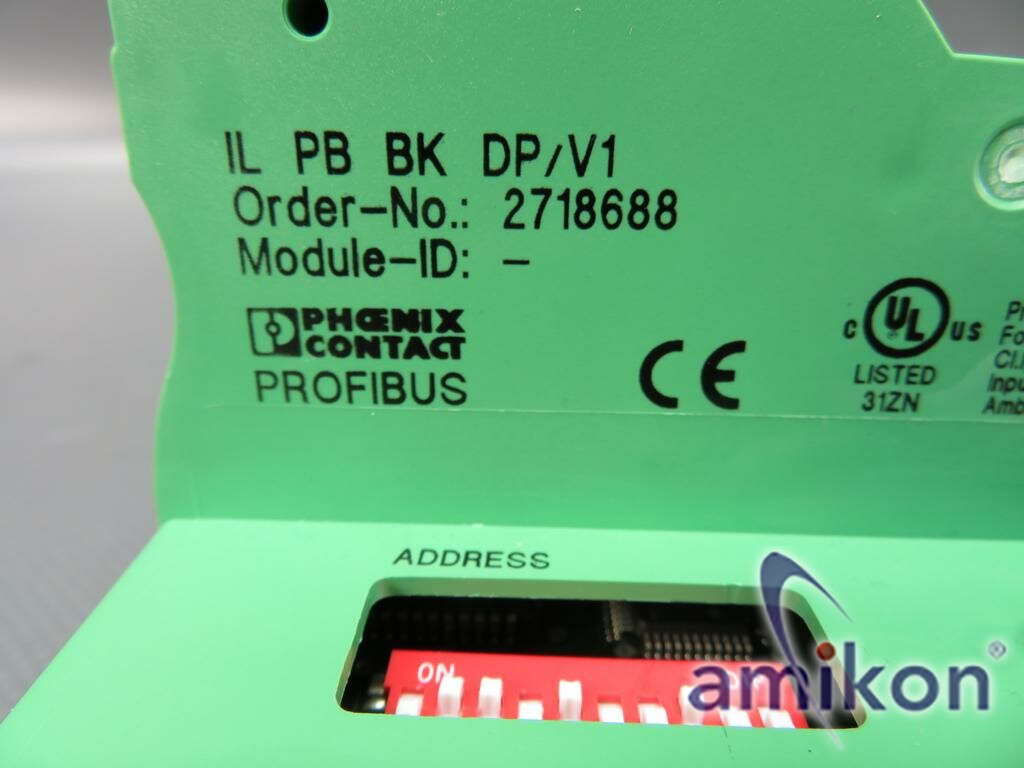 IL PB BK DP/V1
Order-No.: 2718688
Module-ID: -
PHŒNIX
CONTACT
PROFIBUS
CE
c UL ® US
LISTED
31ZN
ADDRESS
ON
amikon®